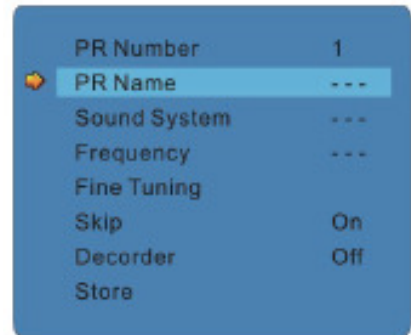 PR Number 1
PR Name ---
Sound System ---
Frequency ---
Fine Tuning
Skip On
Decorder Off
Store